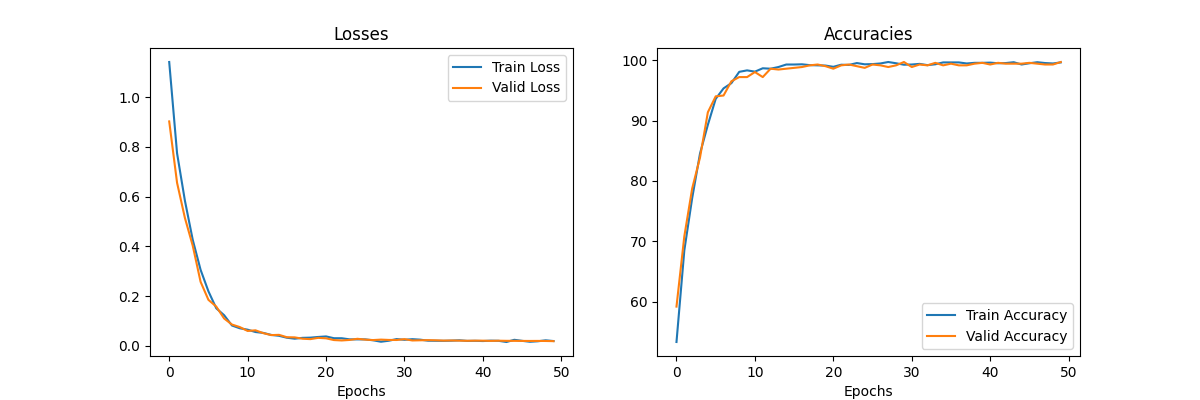 Losses
Train Loss
Valid Loss
1.0
0.8
0.6
0.4
0.2
0.0
0 10 20 30 40 50
Epochs
Accuracies
100
90
80
70
60
Train Accuracy
Valid Accuracy
0 10 20 30 40 50
Epochs